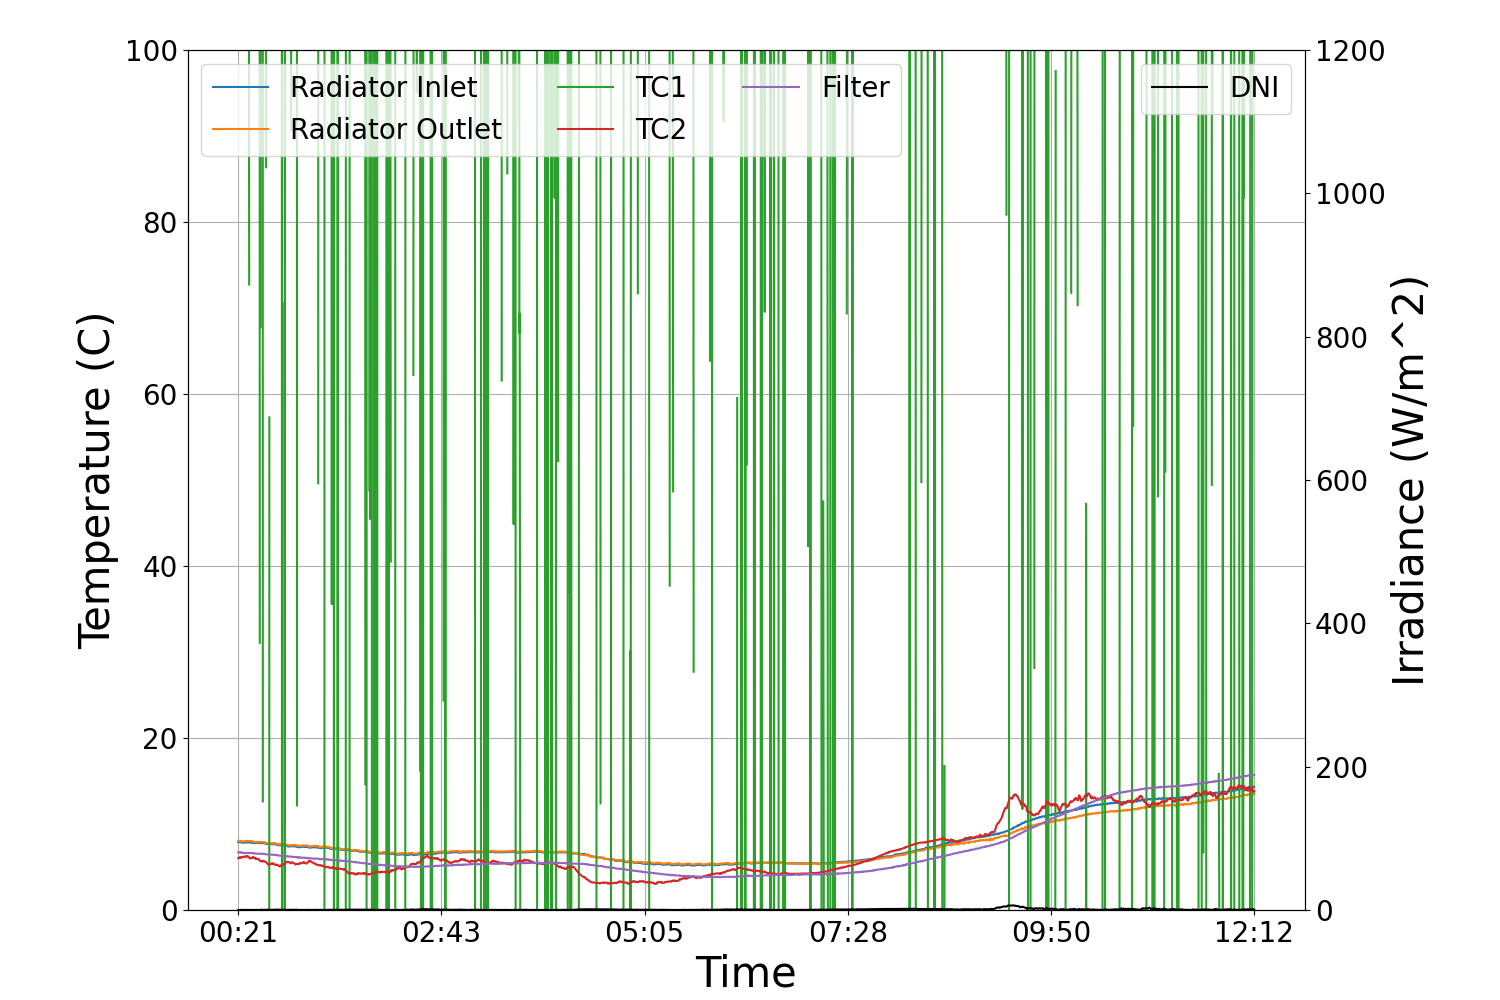 100
80
60
40
20
0
Temperature (C)
Radiator Inlet
Radiator Outlet
TC1
TC2
Filter
DNI
1200
1000
800
600
400
200
0
Irradiance (W/m^2)
00:21 02:43 05:05 07:28 09:50 12:12
Time